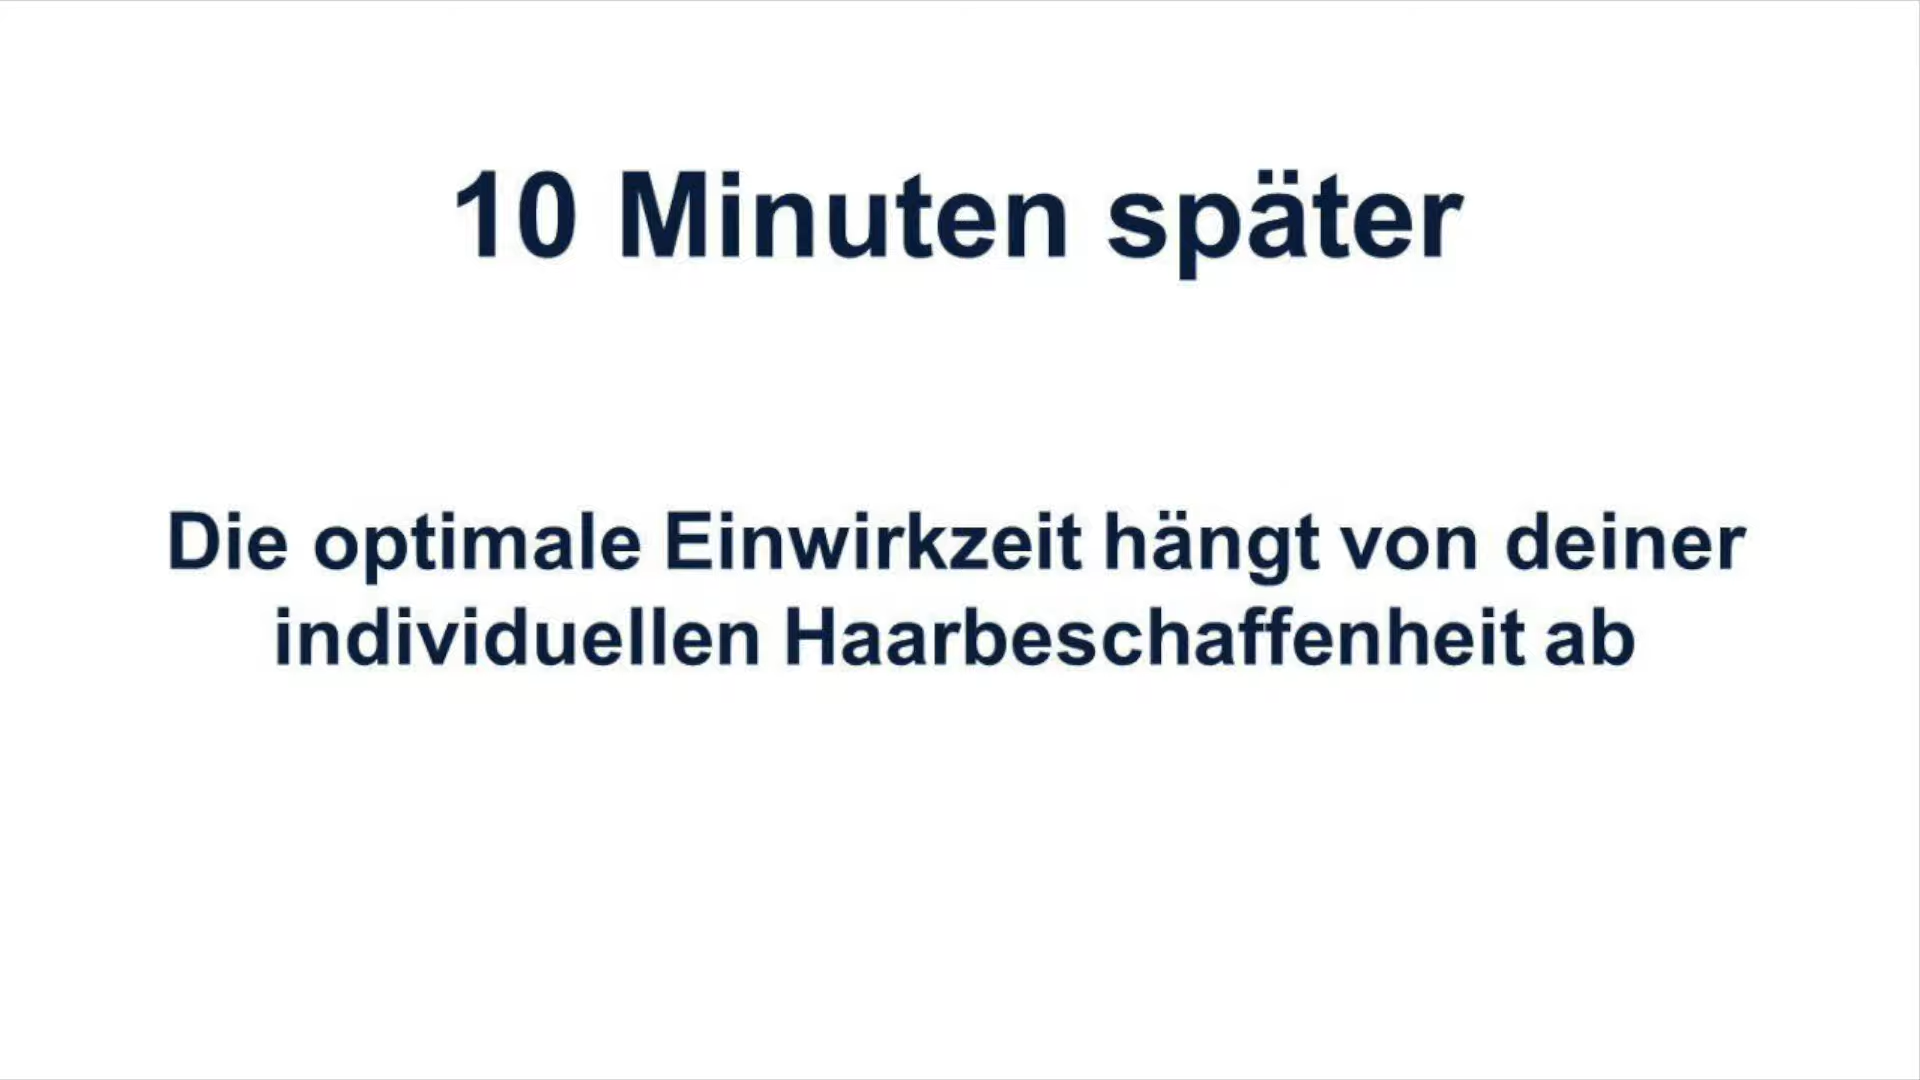 10 Minuten später
Die optimale Einwirkzeit hängt von deiner
individuellen Haarbeschaffenheit ab